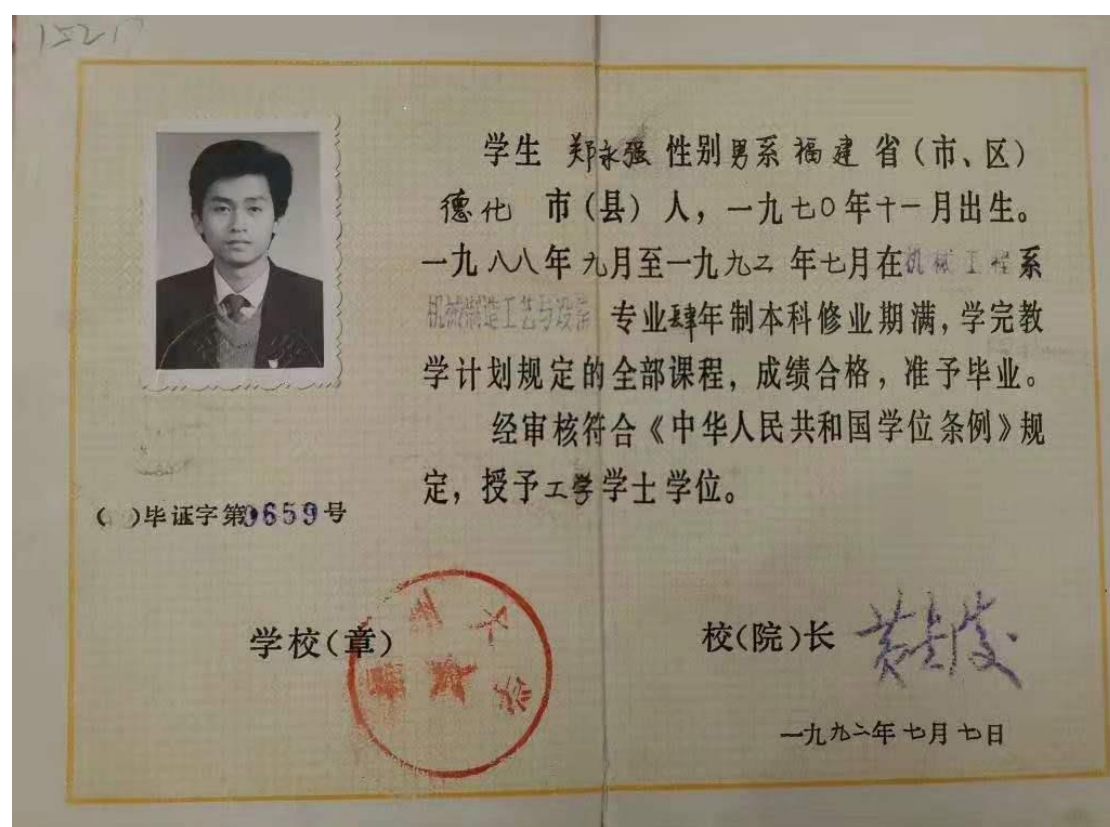 学生 郑永强 性别男系福建省(市、区)
德化 市(县)人,一九七〇年十一月出生。
一九八八年九月至一九九二年七月在机械工程系
机械制造工艺与设备 专业肆年制本科修业期满,学完教
学计划规定的全部课程,成绩合格,准予毕业。
经审核符合《中华人民共和国学位条例》规
定,授予工学学士学位。
( )毕证字第0659号
学校(章)
校(院)长
一九九二年七月七日